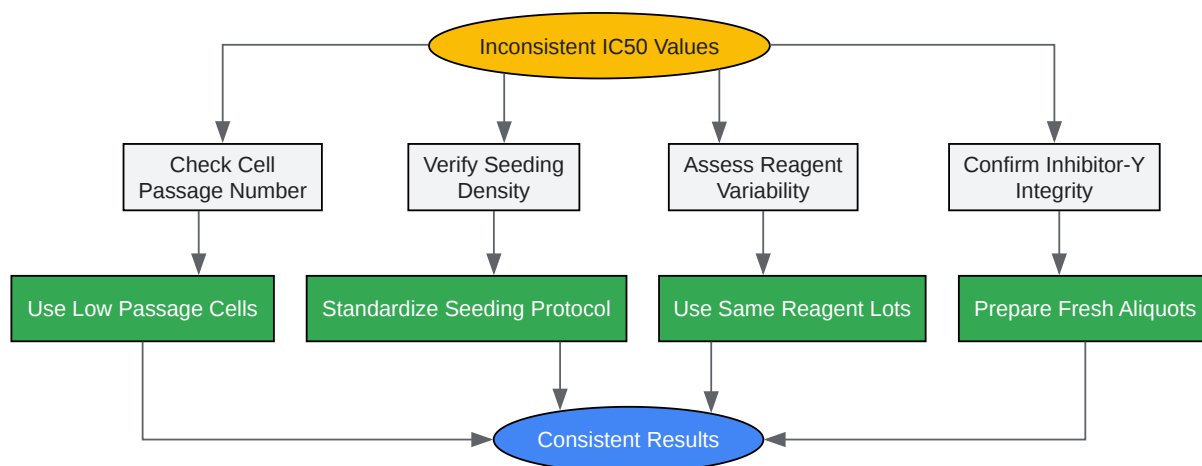 Inconsistent IC50 Values
Check Cell
Passage Number
Verify Seeding
Density
Assess Reagent
Variability
Confirm Inhibitor-Y
Integrity
Use Low Passage Cells
Standardize Seeding Protocol
Use Same Reagent Lots
Prepare Fresh Aliquots
Consistent Results